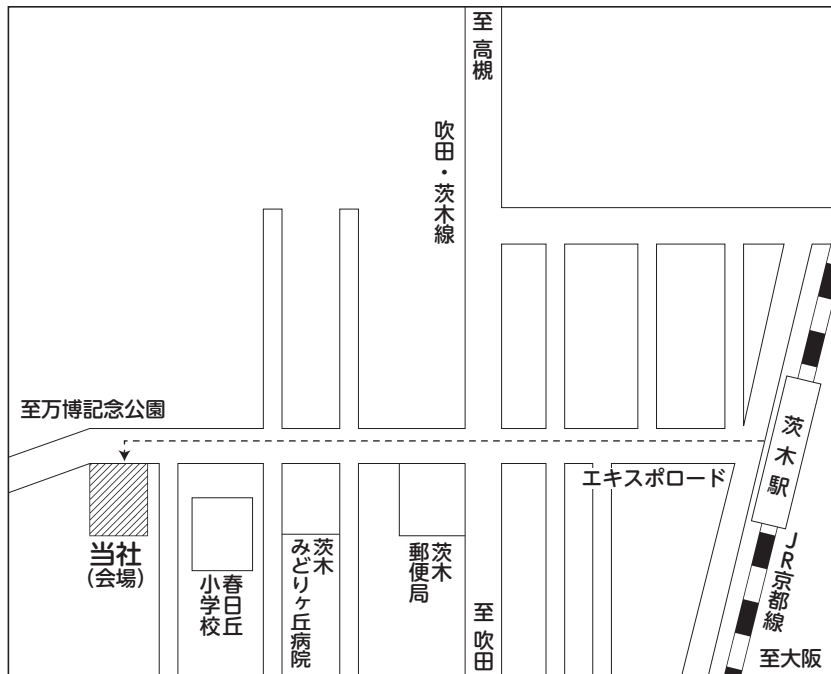 至 高槻
吹田・茨木線
至万博記念公園
茨木駅
エキスポロード
当社
(会場)
春日丘
小学校
茨木
みどりヶ丘病院
茨木
郵便局
至 吹田
JR京都線
至大阪